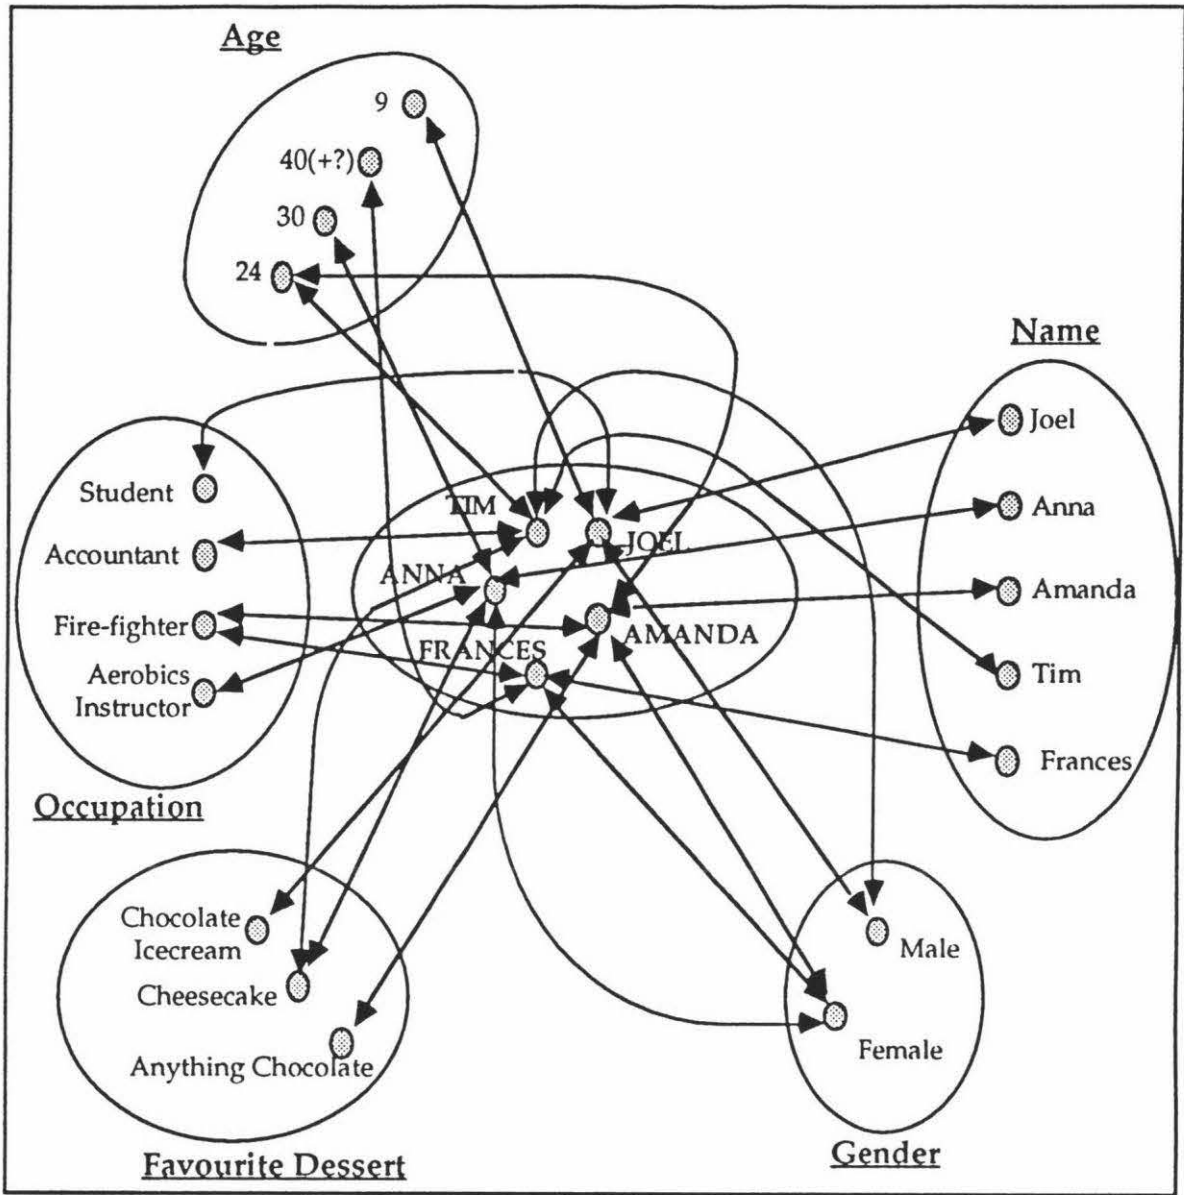 Age
9
40(+?)
30
24
Name
Joel
Anna
Amanda
Tim
Frances
Student
Accountant
Fire-fighter
Aerobics
Instructor
Occupation
TIM
JOEL
ANNA
AMANDA
FRANCES
Chocolate
Icecream
Cheesecake
Anything Chocolate
Favourite Dessert
Male
Female
Gender